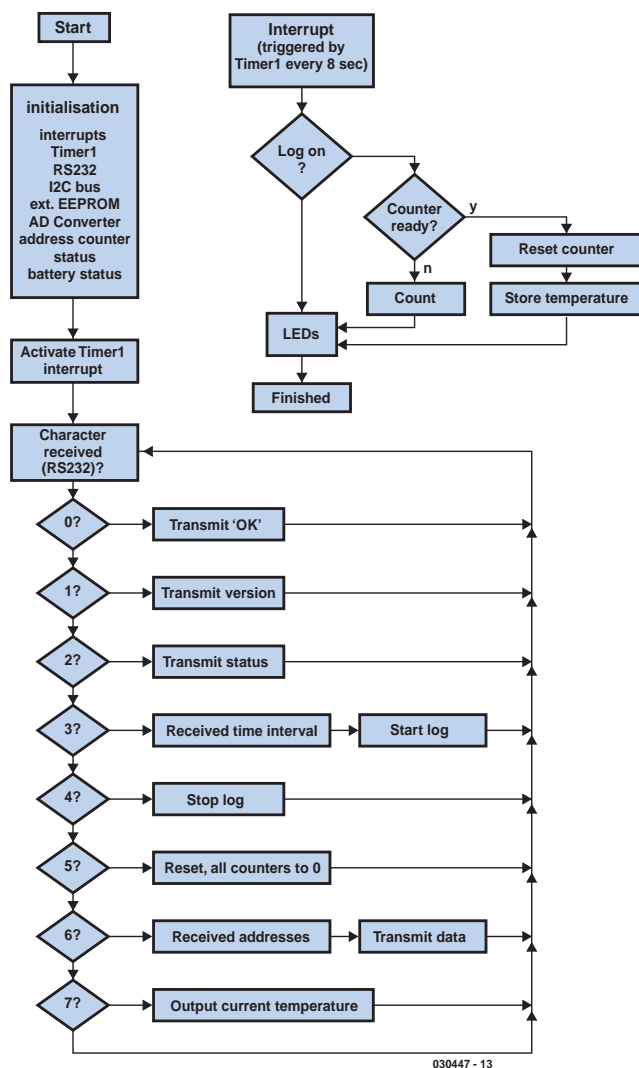 Start
initialisation
interrupts
Timer1
RS232
I2C bus
ext. EEPROM
AD Converter
address counter
status
battery status
Activate Timer1
interrupt
Interrupt
(triggered by
Timer1 every 8 sec)
Log on
?
Counter
ready?
y
n
Reset counter
Count
Store temperature
LEDs
Finished
Character
received
(RS232)?
0?
Transmit ‘OK’
1?
Transmit version
2?
Transmit status
3?
Received time interval
Start log
4?
Stop log
5?
Reset, all counters to 0
6?
Received addresses
Transmit data
7?
Output current temperature
030447 - 13